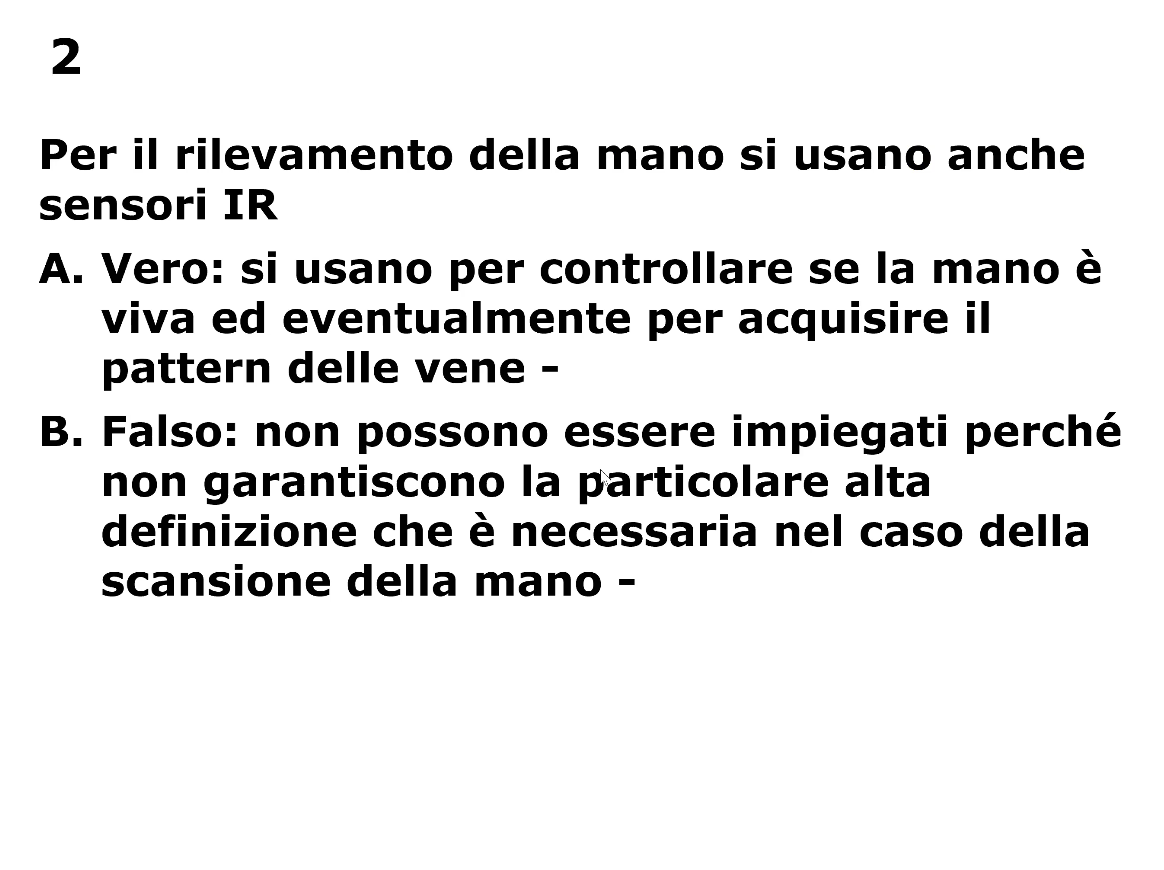 2
Per il rilevamento della mano si usano anche
sensori IR
A. Vero: si usano per controllare se la mano è
viva ed eventualmente per acquisire il
pattern delle vene -
B. Falso: non possono essere impiegati perché
non garantiscono la particolare alta
definizione che è necessaria nel caso della
scansione della mano -